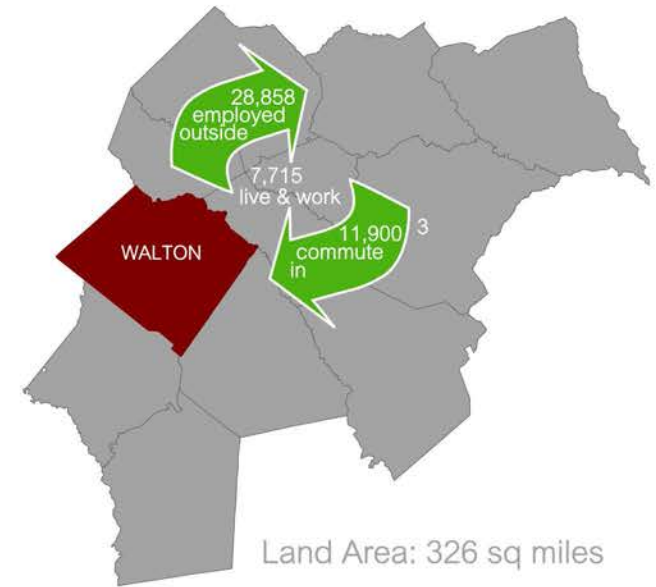 28,858
employed
outside
7,715
live & work
WALTON
11,900
commute
in
3
Land Area: 326 sq miles